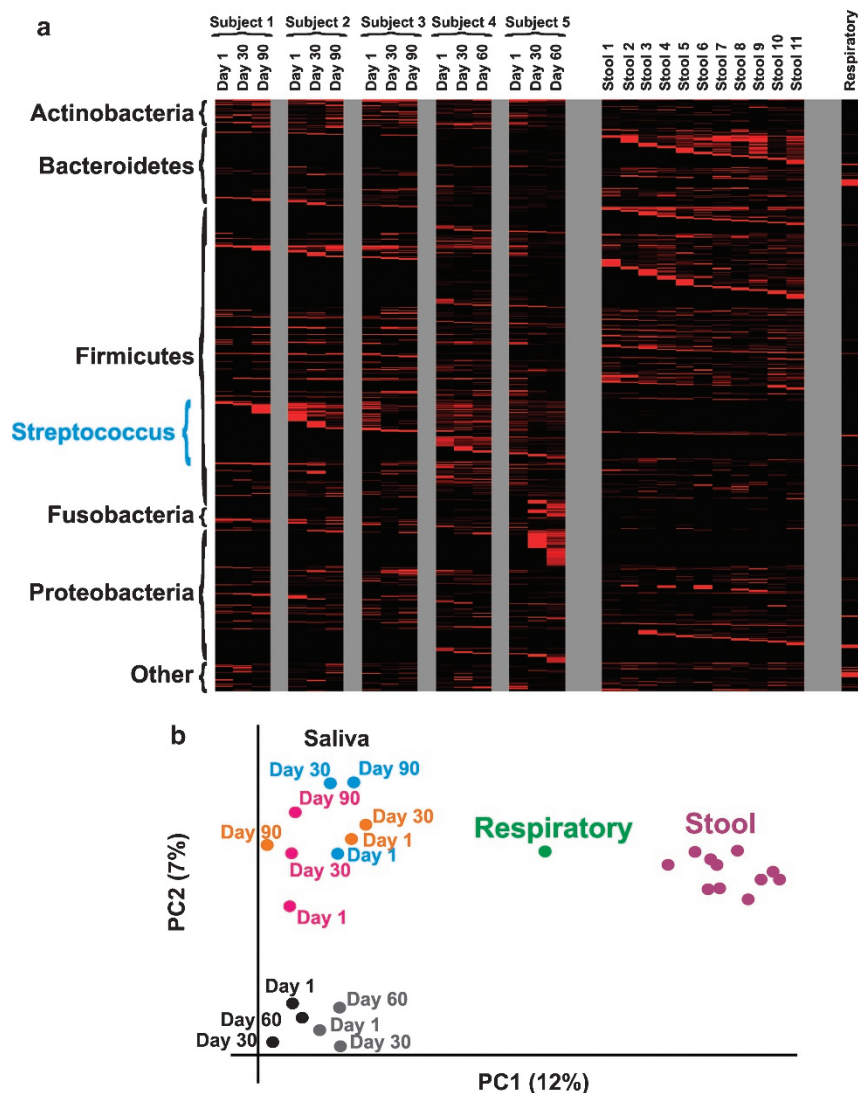 a
Subject 1 Subject 2 Subject 3 Subject 4 Subject 5
Day 1 Day 30 Day 90 Day 1 Day 30 Day 90 Day 1 Day 30 Day 90 Day 1 Day 30 Day 60 Day 1 Day 30 Day 60 Stool 1 Stool 2 Stool 3 Stool 4 Stool 5 Stool 6 Stool 7 Stool 8 Stool 9 Stool 10 Stool 11 Respiratory
Actinobacteria
Bacteroidetes
Firmicutes
Streptococcus
Fusobacteria
Proteobacteria
Other
b
Saliva
Day 30 Day 90
Day 90
Day 30
Day 90 Day 1
Day 1
Day 30
Day 1
Respiratory
Stool
Day 1
Day 60
Day 60
Day 1
Day 30 Day 30
PC2 (7%)
PC1 (12%)